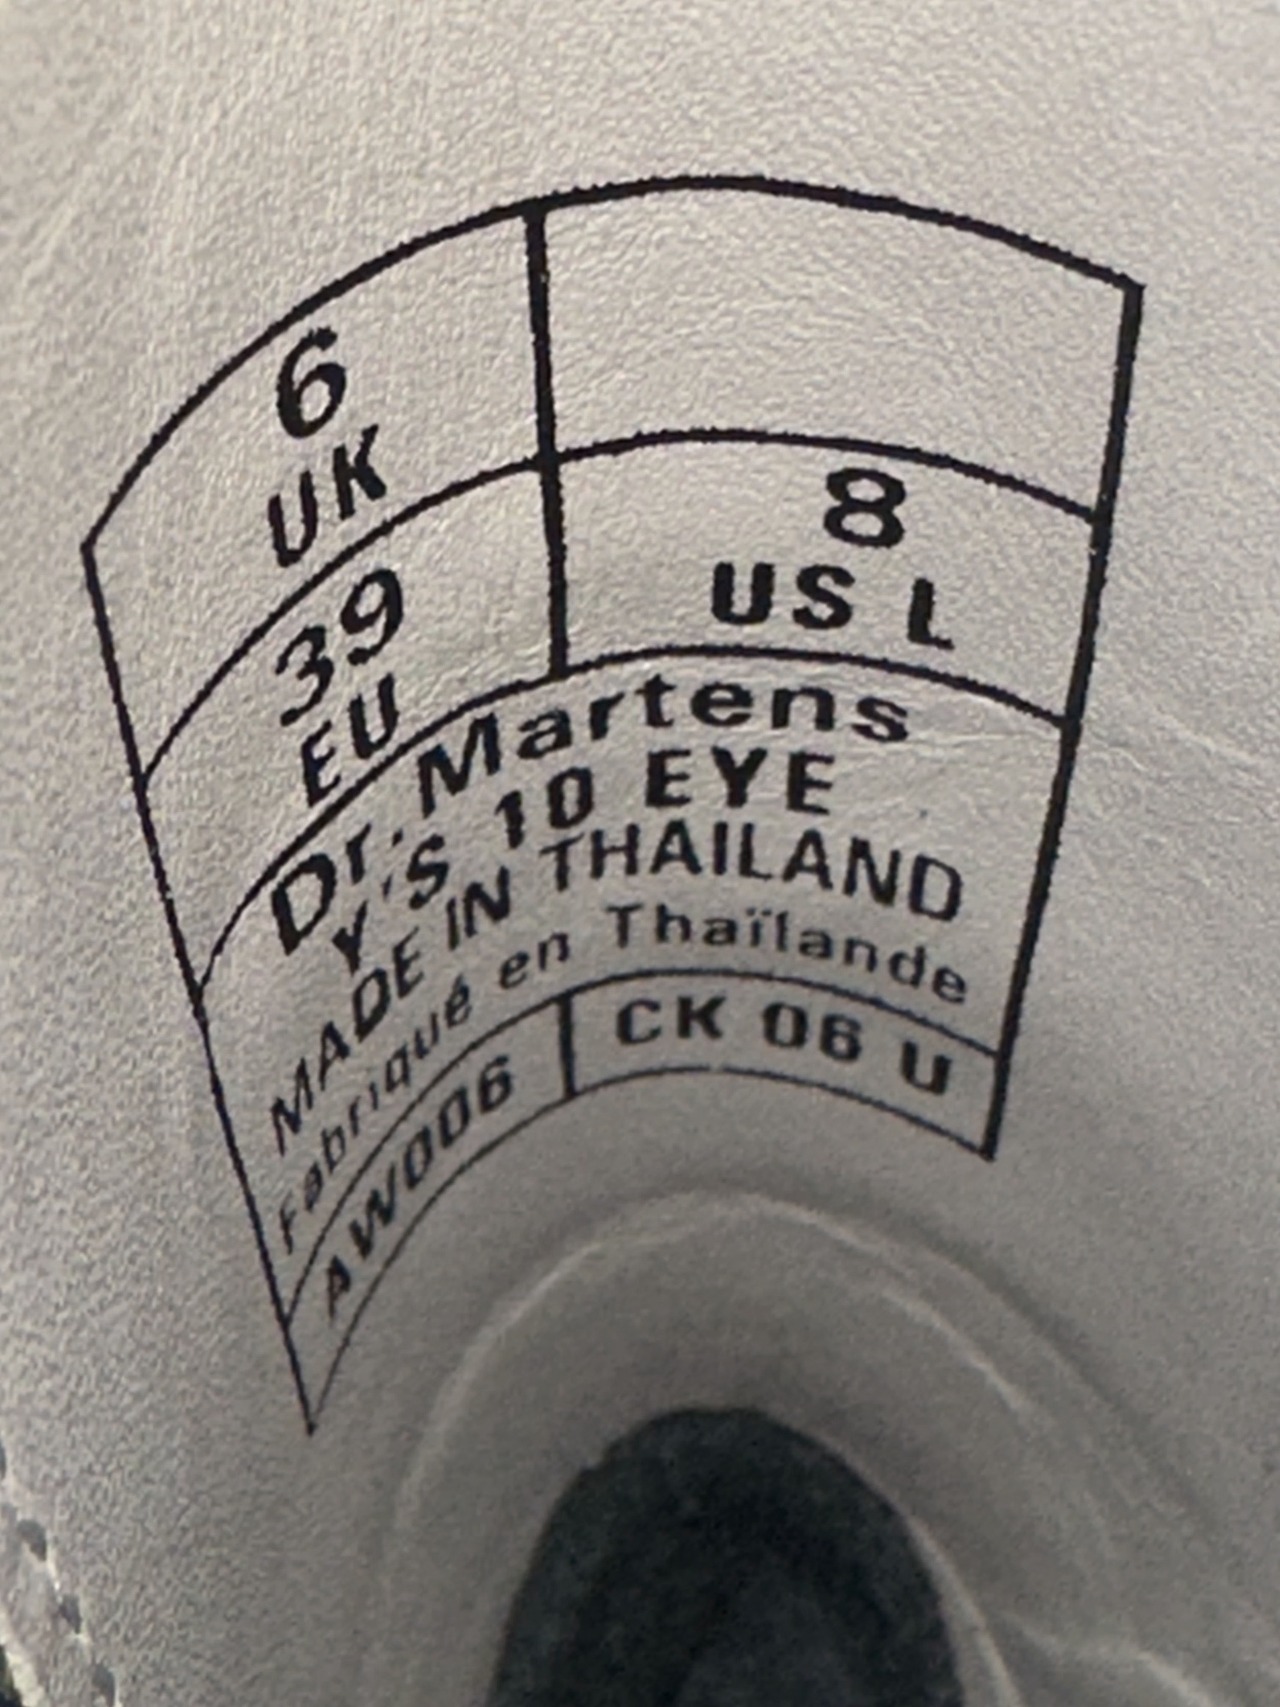 6
UK
39
EU
8
US L
Dr. Martens
Y'S 10 EYE
MADE IN THAILAND
Fabriqué en Thaïlande
AW006
CK 06 U